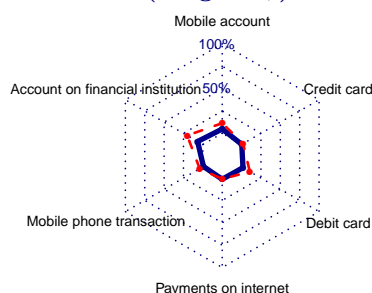 Mobile account
100%
Account on financial institution
50%
Credit card
Mobile phone transaction
Debit card
Payments on internet